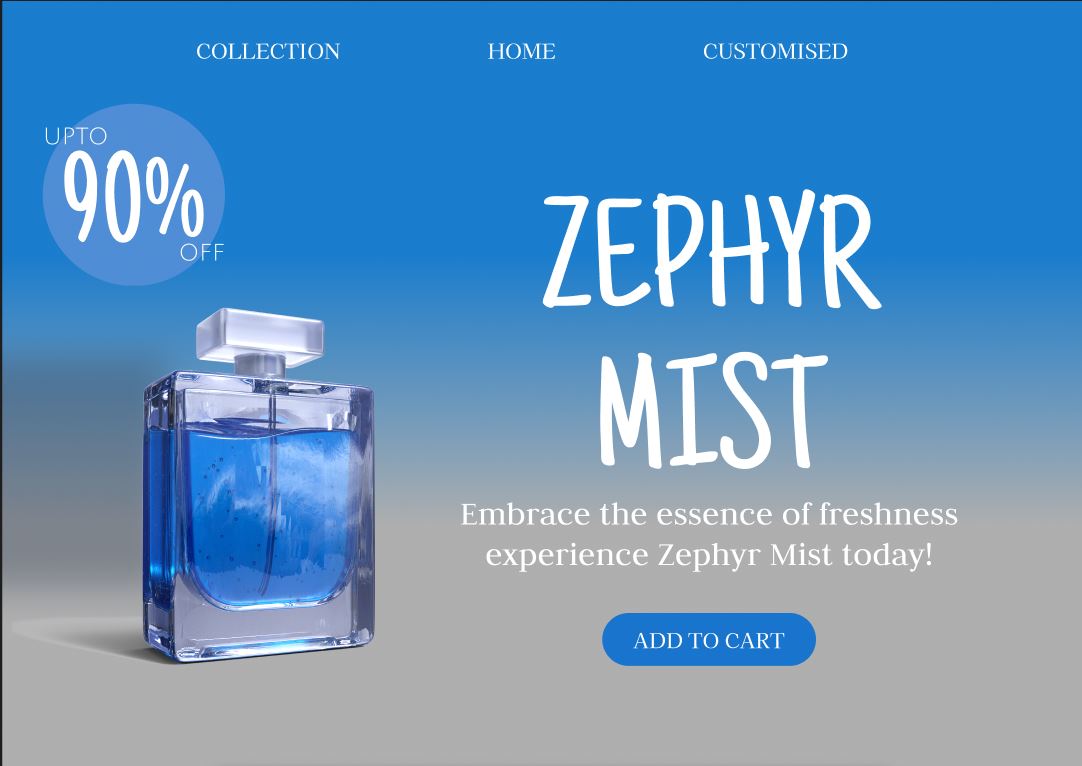 COLLECTION HOME CUSTOMISED
UPTO
90%
OFF
ZEPHYR
MIST
Embrace the essence of freshness
experience Zephyr Mist today!
ADD TO CART